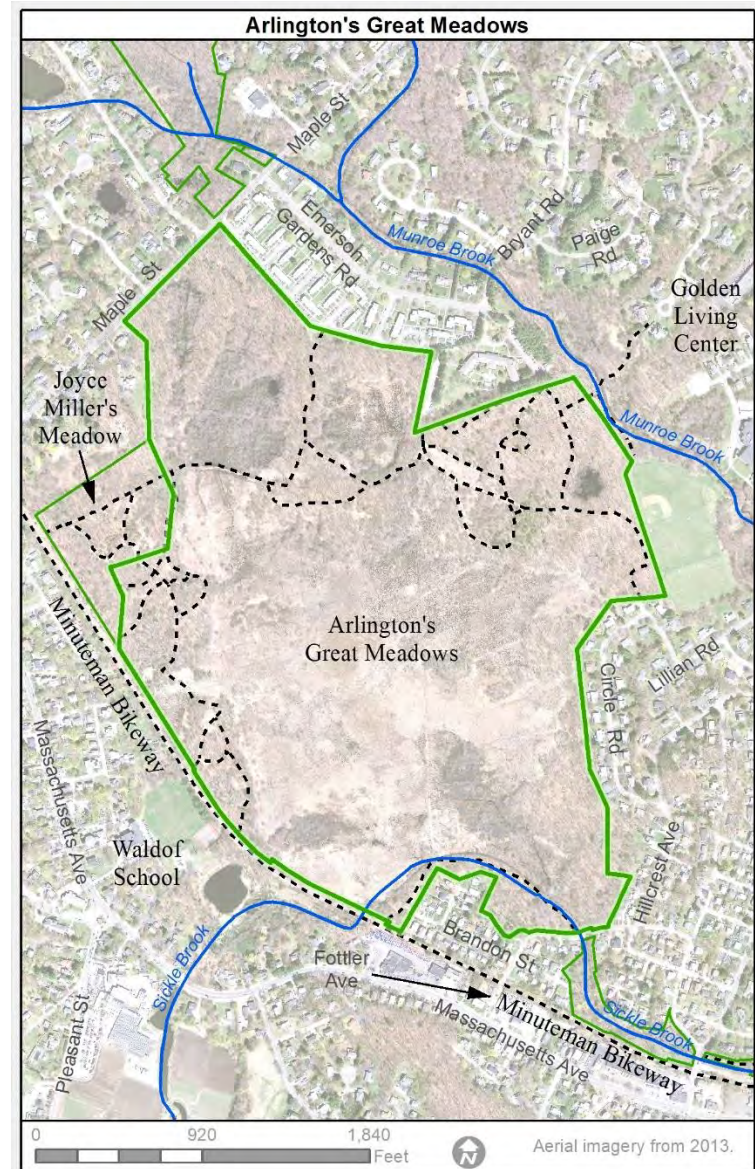 Arlington's Great Meadows
Maple St
Emerson
Gardens Rd
Bryant Rd
Munroe Brook
Paige
Rd
Golden
Living
Center
Maple St
Joyce
Miller's
Meadow
Munroe Brook
Arlington's
Great Meadows
Minuteman Bikeway
Circle Rd
Lillian Rd
Massachusetts Ave
Waldof
School
Hillcrest Ave
Brandon St
Sickle Brook
Fottler
Ave
Pleasant St
Minuteman Bikeway
Massachusetts Ave
Sickle Brook
0 920 1,840
Feet
N
Aerial imagery from 2013.